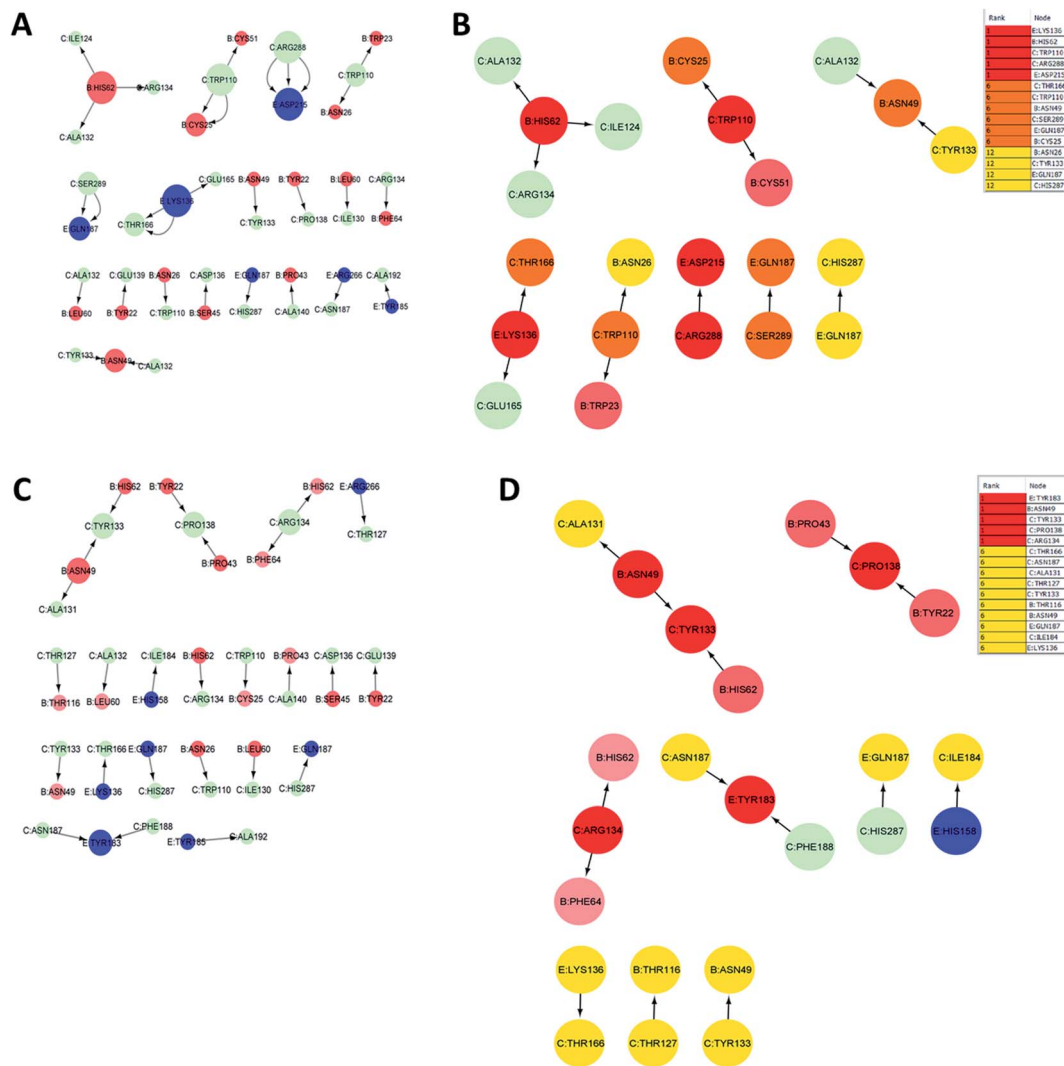 A
C:ILE124
B:HIS62
C:ARG134
C:ALA132
B:CYS51
C:TRP110
B:CYS25
C:ARG288
E:ASP215
B:TRP23
C:TRP110
B:ASN26
C:SER289
E:GLN187
C:GLU165
E:LYS136
C:THR166
B:ASN49
C:TYR133
B:TYR22
C:PRO138
B:LEU60
C:ILE130
C:ARG134
B:PHE64
C:ALA132
B:LEU60
C:GLU139
B:TYR22
B:ASN26
C:TRP110
C:ASP136
B:SER45
E:GLN187
C:HIS287
B:PRO43
C:ALA140
E:ARG266
C:ASN187
C:ALA192
E:TYR185
C:TYR133
B:ASN49
C:ALA132
B
C:ALA132
B:HIS62
C:ILE124
C:ARG134
B:CYS25
C:TRP110
B:CYS51
C:ALA132
B:ASN49
C:TYR133
C:THR166
E:LYS136
C:GLU165
B:ASN26
C:TRP110
B:TRP23
E:ASP215
C:ARG288
E:GLN187
C:SER289
C:HIS287
E:GLN187
Rank Node
1 E:LYS136
1 B:HIS62
1 C:TRP110
1 C:ARG288
1 E:ASP215
6 C:THR166
6 C:TRP110
6 B:ASN49
6 C:SER289
6 E:GLN187
6 B:CYS25
12 B:ASN26
12 C:TYR133
12 E:GLN187
12 C:HIS287
C
B:HIS62
C:TYR133
B:ASN49
C:ALA131
B:TYR22
C:PRO138
B:PRO43
B:HIS62
C:ARG134
B:PHE64
E:ARG266
C:THR127
C:THR127
B:THR116
C:ALA132
B:LEU60
C:ILE184
E:HIS158
B:HIS62
C:ARG134
C:TRP110
B:CYS25
B:PRO43
C:ALA140
C:ASP136
B:SER45
C:GLU139
B:TYR22
C:TYR133
B:ASN49
C:THR166
E:LYS136
E:GLN187
C:HIS287
B:ASN26
C:TRP110
B:LEU60
C:ILE130
E:GLN187
C:HIS287
C:ASN187
E:TYR183
C:PHE188
E:TYR185
C:ALA192
D
C:ALA131
B:ASN49
C:TYR133
B:HIS62
B:PRO43
C:PRO138
B:TYR22
B:HIS62
C:ARG134
B:PHE64
C:ASN187
E:TYR183
C:PHE188
E:GLN187
C:HIS287
C:ILE184
E:HIS158
E:LYS136
C:THR166
B:THR116
C:THR127
B:ASN49
C:TYR133
Rank Node
1 E:TYR183
1 B:ASN49
1 C:TYR133
1 C:PRO138
1 C:ARG134
6 C:THR166
6 C:ASN187
6 C:ALA131
6 C:THR127
6 C:TYR133
6 B:THR116
6 B:ASN49
6 E:GLN187
6 C:ILE184
6 E:LYS136